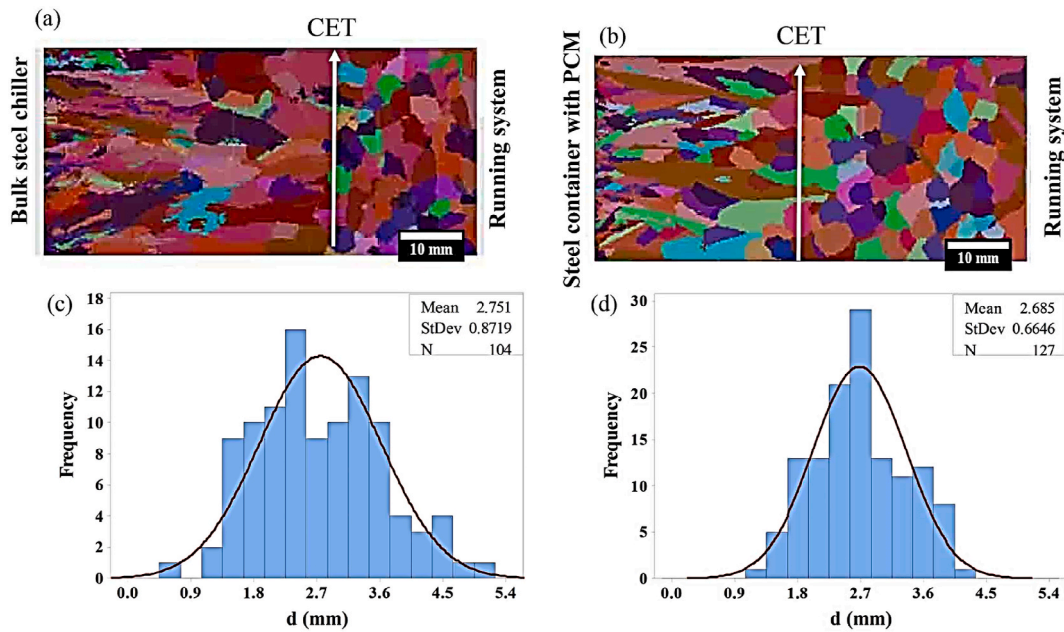 (a)
CET
Bulk steel chiller
Running system
10 mm
(b)
CET
Steel container with PCM
Running system
10 mm
(c)
18
16
14
12
10
8
6
4
2
0
Frequency
Mean 2.751
StDev 0.8719
N 104
0.0 0.9 1.8 2.7 3.6 4.5 5.4
d (mm)
(d)
30
25
20
15
10
5
0
Frequency
Mean 2.685
StDev 0.6646
N 127
0.0 0.9 1.8 2.7 3.6 4.5 5.4
d (mm)